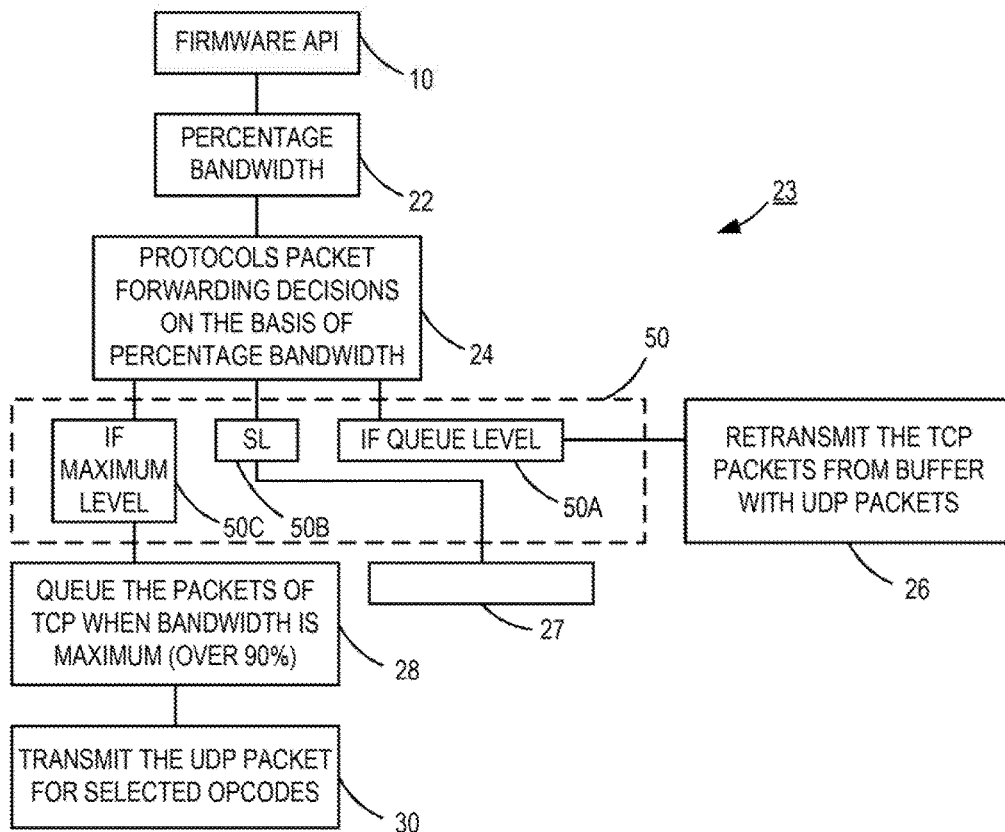 FIRMWARE API
10
PERCENTAGE
BANDWIDTH
22
23
PROTOCOLS PACKET
FORWARDING DECISIONS
ON THE BASIS OF
PERCENTAGE BANDWIDTH
24
50
IF
MAXIMUM
LEVEL
50C
SL
50B
IF QUEUE LEVEL
50A
RETRANSMIT THE TCP
PACKETS FROM BUFFER
WITH UDP PACKETS
26
27
QUEUE THE PACKETS OF
TCP WHEN BANDWIDTH IS
MAXIMUM (OVER 90%)
28
TRANSMIT THE UDP PACKET
FOR SELECTED OPCODES
30